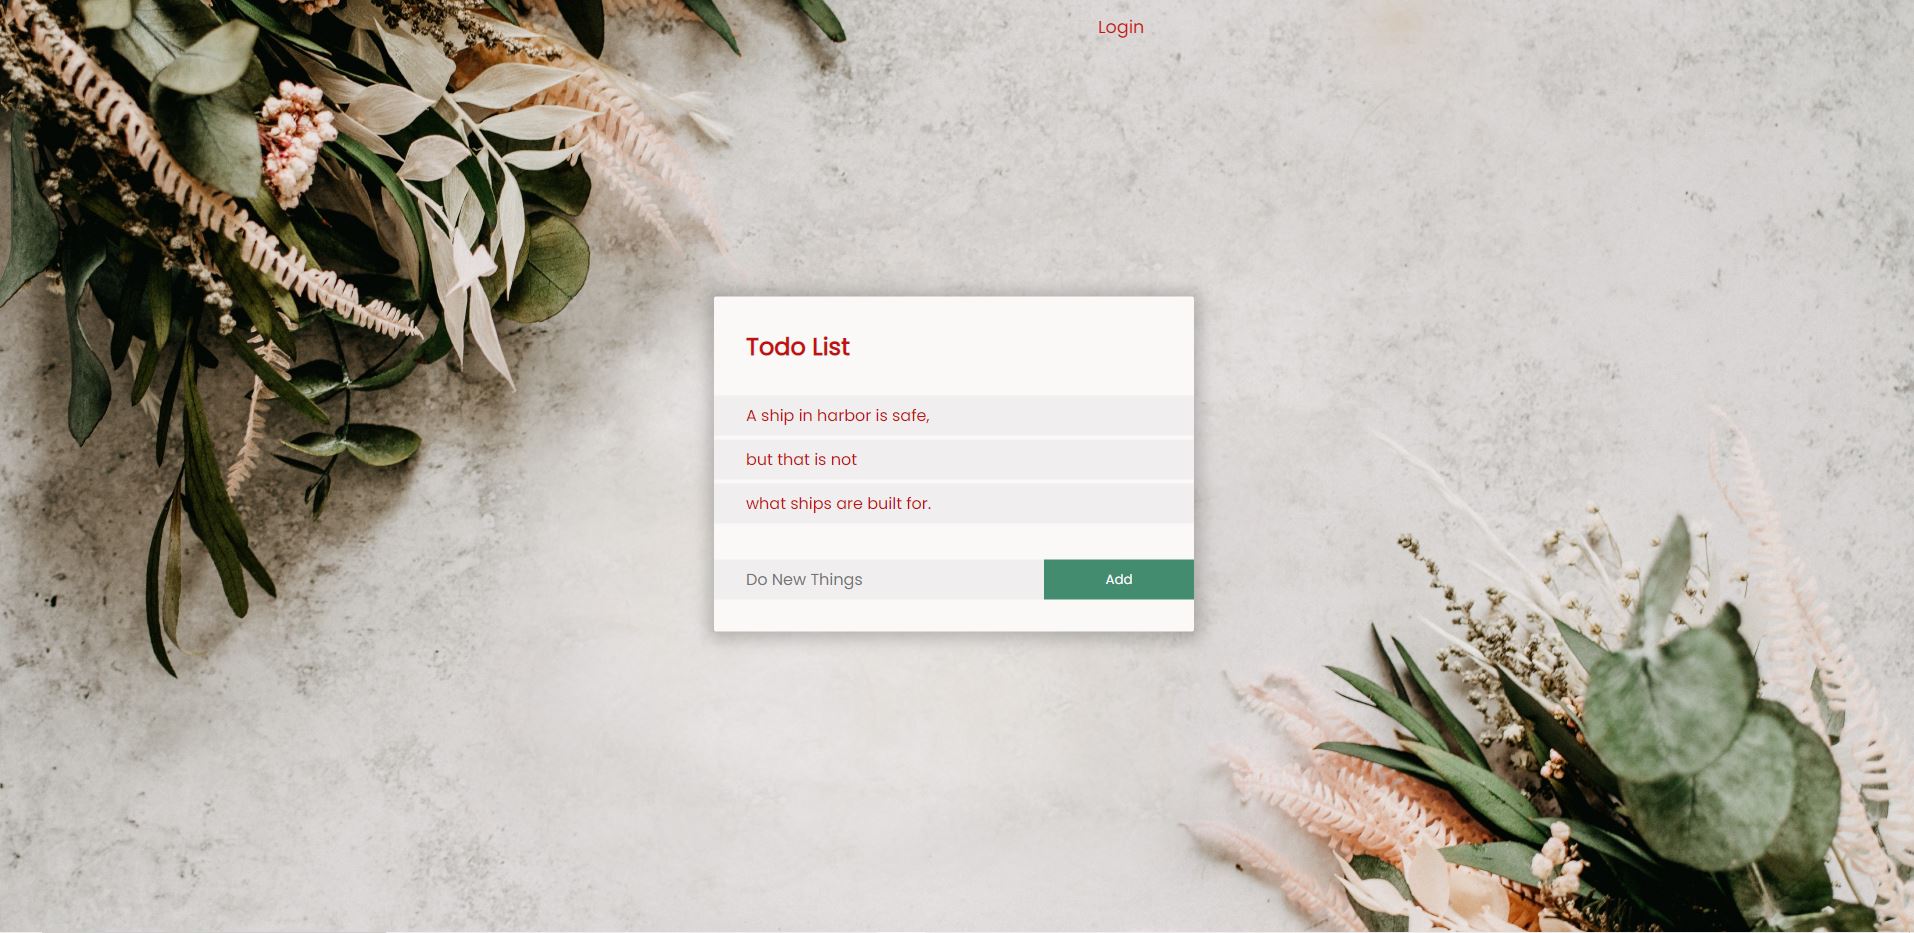 Login
Todo List
A ship in harbor is safe,
but that is not
what ships are built for.
Do New Things
Add